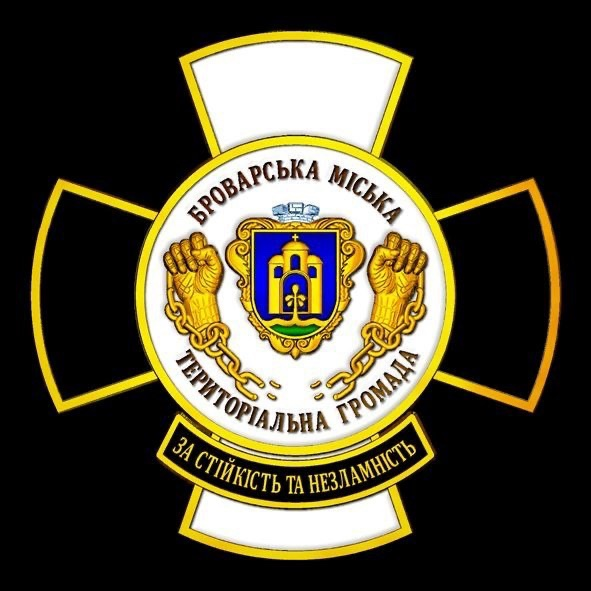 БРОВАРСЬКА МІСЬКА
ТЕРИТОРІАЛЬНА ГРОМАДА
ЗА СТІЙКІСТЬ ТА НЕЗЛАМНІСТЬ